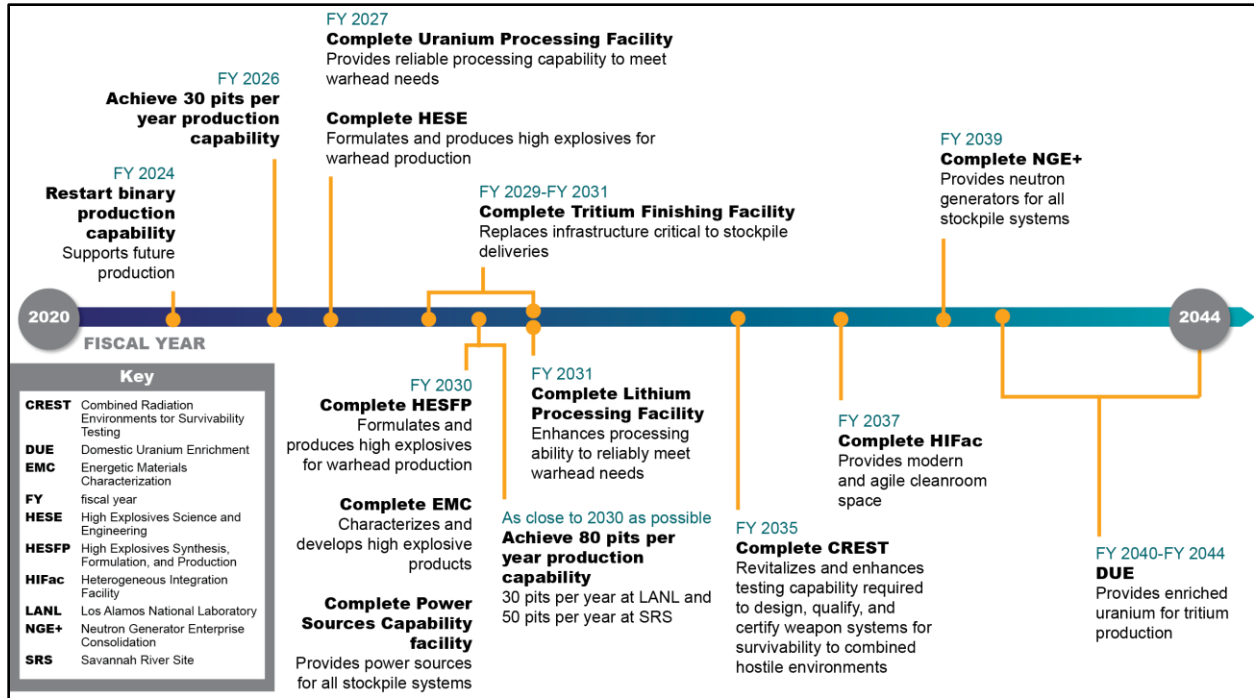 FY 2027
Complete Uranium Processing Facility
Provides reliable processing capability to meet
warhead needs
Complete HESE
Formulates and produces high explosives for
warhead production
FY 2026
Achieve 30 pits per
year production
capability
FY 2024
Restart binary
production
capability
Supports future
production
FY 2029-FY 2031
Complete Tritium Finishing Facility
Replaces infrastructure critical to stockpile
deliveries
FY 2039
Complete NGE+
Provides neutron
generators for all
stockpile systems
2020
2044
FISCAL YEAR
Key
CREST Combined Radiation
Environments for Survivability
Testing
DUE Domestic Uranium Enrichment
EMC Energetic Materials
Characterization
FY fiscal year
HESE High Explosives Science and
Engineering
HESFP High Explosives Synthesis,
Formulation, and Production
HIFac Heterogeneous Integration
Facility
LANL Los Alamos National Laboratory
NGE+ Neutron Generator Enterprise
Consolidation
SRS Savannah River Site
FY 2030
Complete HESFP
Formulates and
produces high explosives
for warhead production
Complete EMC
Characterizes and
develops high explosive
products
Complete Power
Sources Capability
facility
Provides power sources
for all stockpile systems
FY 2031
Complete Lithium
Processing Facility
Enhances processing
ability to reliably meet
warhead needs
As close to 2030 as possible
Achieve 80 pits per
year production
capability
30 pits per year at LANL and
50 pits per year at SRS
FY 2035
Complete CREST
Revitalizes and enhances
testing capability required
to design, qualify, and
certify weapon systems for
survivability to combined
hostile environments
FY 2037
Complete HIFac
Provides modern
and agile cleanroom
space
FY 2040-FY 2044
DUE
Provides enriched
uranium for tritium
production